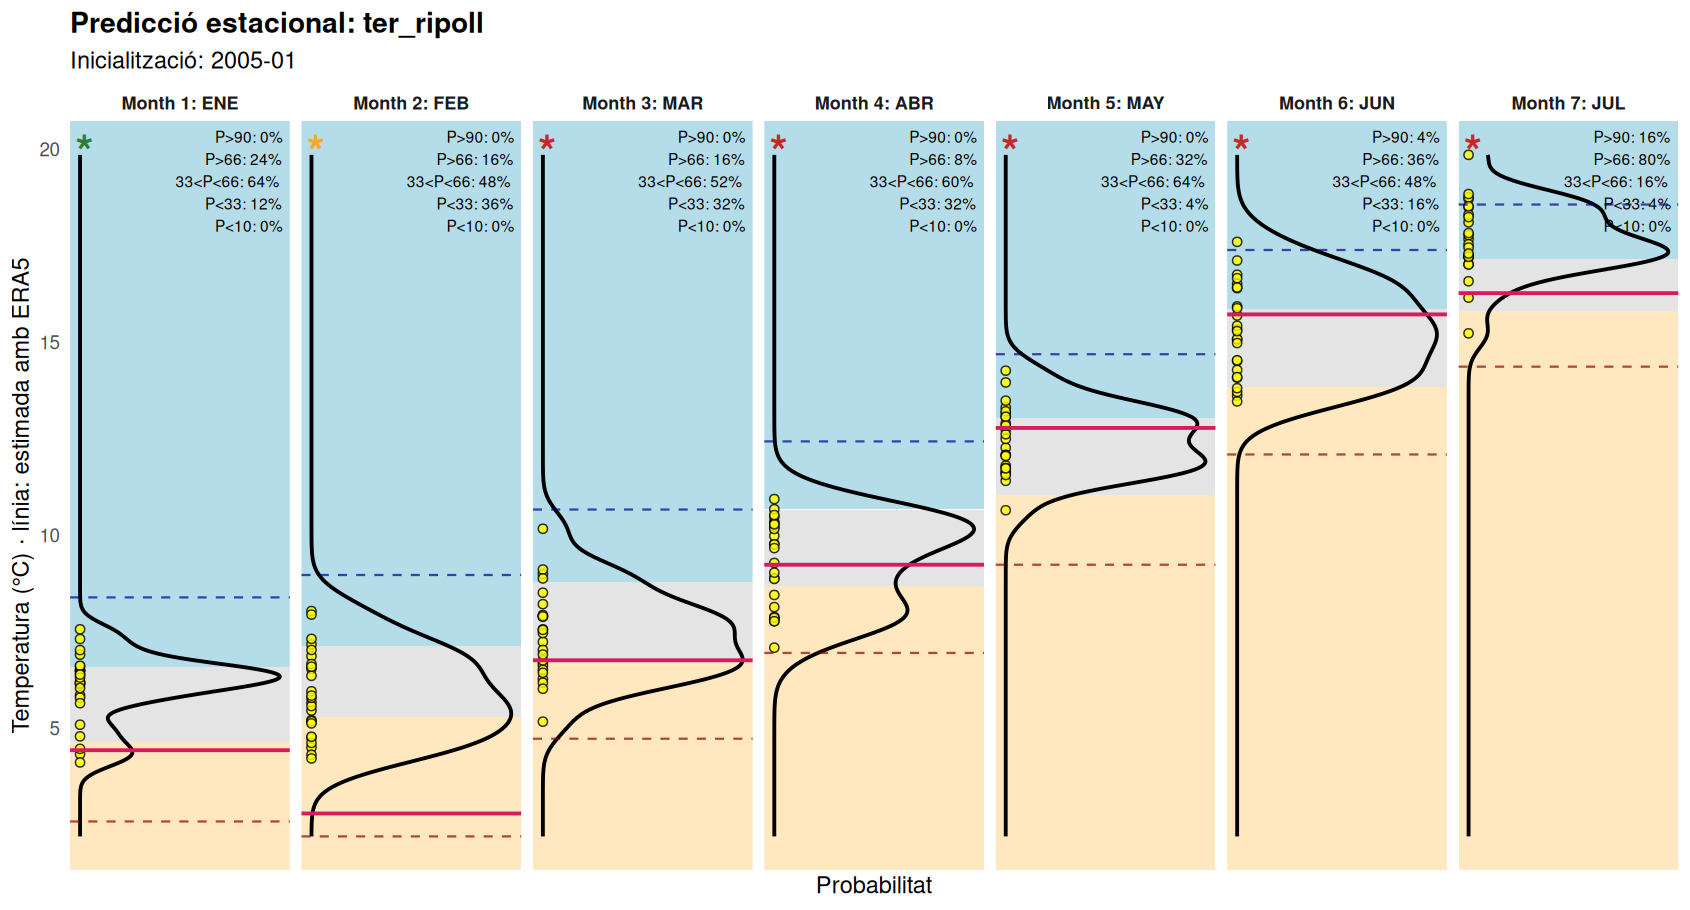 Predicció estacional: ter_ripoll
Inicialització: 2005-01
Month 1: ENE
Month 2: FEB
Month 3: MAR
Month 4: ABR
Month 5: MAY
Month 6: JUN
Month 7: JUL
*
P>90: 0%
P>66: 24%
33<P<66: 64%
P<33: 12%
P<10: 0%
*
P>90: 0%
P>66: 16%
33<P<66: 48%
P<33: 36%
P<10: 0%
*
P>90: 0%
P>66: 16%
33<P<66: 52%
P<33: 32%
P<10: 0%
*
P>90: 0%
P>66: 8%
33<P<66: 60%
P<33: 32%
P<10: 0%
*
P>90: 0%
P>66: 32%
33<P<66: 64%
P<33: 4%
P<10: 0%
*
P>90: 4%
P>66: 36%
33<P<66: 48%
P<33: 16%
P<10: 0%
*
P>90: 16%
P>66: 80%
33<P<66: 16%
P<33: 4%
P<10: 0%
20
15
10
5
Temperatura (°C) · línia: estimada amb ERA5
Probabilitat